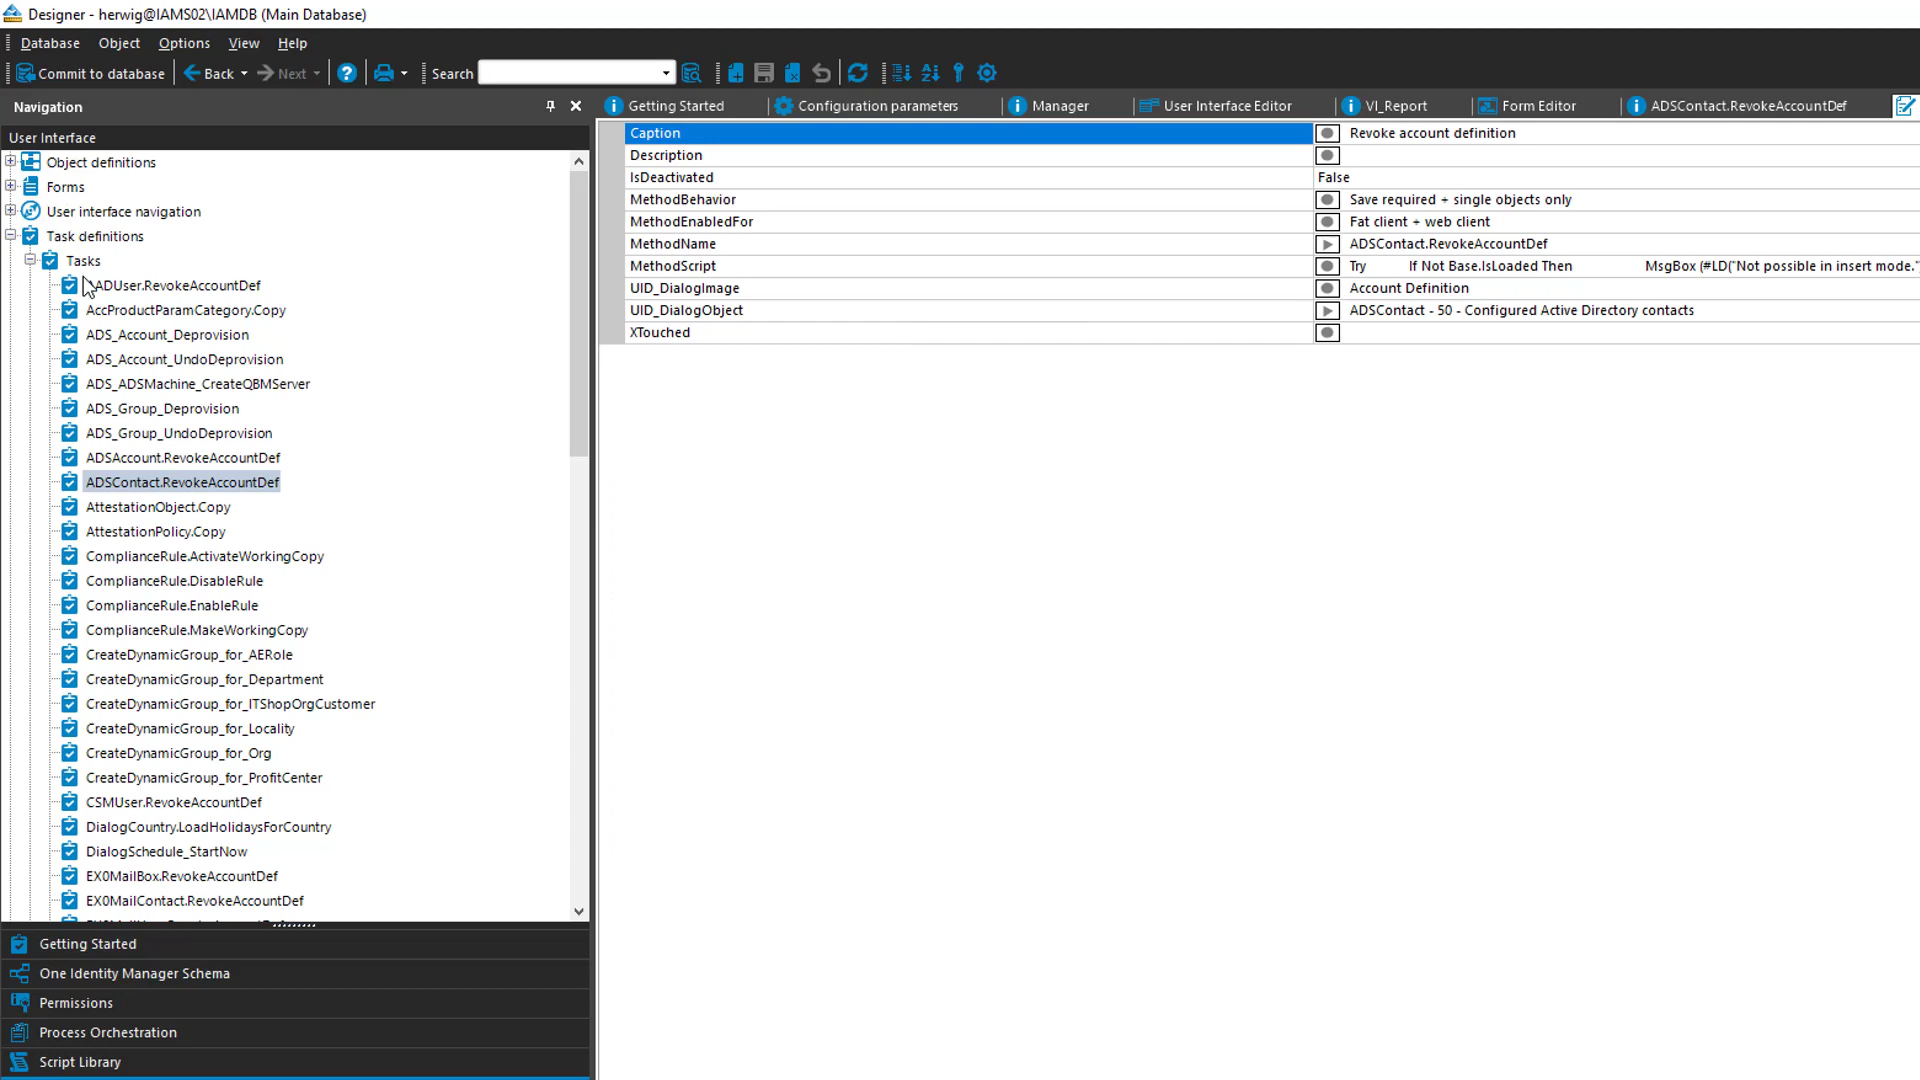 Designer - herwig@IAMS02\IAMDB (Main Database)
Database Object Options View Help
Commit to database Back Next Search
Navigation
Getting Started Configuration parameters Manager User Interface Editor VI_Report Form Editor ADSContact.RevokeAccountDef
User Interface
Object definitions
Forms
User interface navigation
Task definitions
Tasks
ADUser.RevokeAccountDef
AccProductParamCategory.Copy
ADS_Account_Deprovision
ADS_Account_UndoDeprovision
ADS_ADSMachine_CreateQBMServer
ADS_Group_Deprovision
ADS_Group_UndoDeprovision
ADSAccount.RevokeAccountDef
ADSContact.RevokeAccountDef
AttestationObject.Copy
AttestationPolicy.Copy
ComplianceRule.ActivateWorkingCopy
ComplianceRule.DisableRule
ComplianceRule.EnableRule
ComplianceRule.MakeWorkingCopy
CreateDynamicGroup_for_AERole
CreateDynamicGroup_for_Department
CreateDynamicGroup_for_ITShopOrgCustomer
CreateDynamicGroup_for_Locality
CreateDynamicGroup_for_Org
CreateDynamicGroup_for_ProfitCenter
CSMUser.RevokeAccountDef
DialogCountry.LoadHolidaysForCountry
DialogSchedule_StartNow
EX0MailBox.RevokeAccountDef
EX0MailContact.RevokeAccountDef
Getting Started
One Identity Manager Schema
Permissions
Process Orchestration
Script Library
Caption Revoke account definition
Description
IsDeactivated False
MethodBehavior Save required + single objects only
MethodEnabledFor Fat client + web client
MethodName ADSContact.RevokeAccountDef
MethodScript Try If Not Base.IsLoaded Then MsgBox (#LD("Not possible in insert mode."
UID_DialogImage Account Definition
UID_DialogObject ADSContact - 50 - Configured Active Directory contacts
XTouched